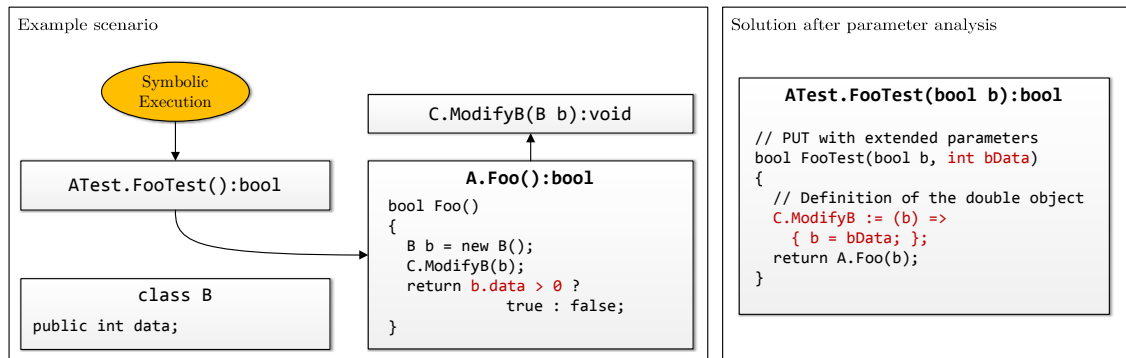 Example scenario
Symbolic
Execution
ATest.FooTest():bool
class B
public int data;
C.ModifyB(B b):void
A.Foo():bool
bool Foo()
{
B b = new B();
C.ModifyB(b);
return b.data > 0 ?
true : false;
}
Solution after parameter analysis
ATest.FooTest(bool b):bool
// PUT with extended parameters
bool FooTest(bool b, int bData)
{
// Definition of the double object
C.ModifyB := (b) =>
{ b = bData; };
return A.Foo(b);
}